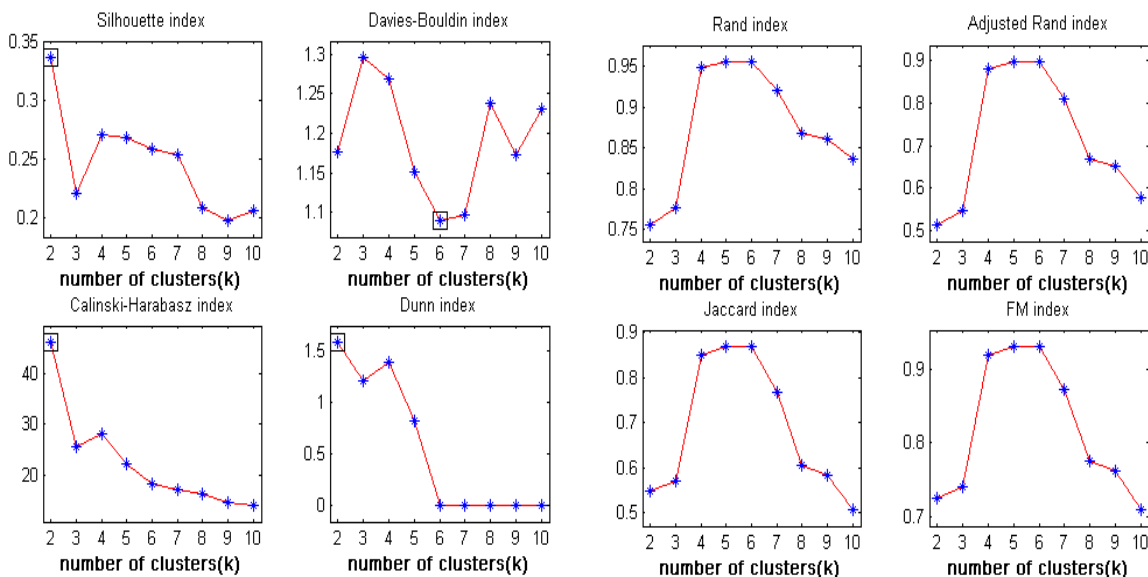 Silhouette index
0.35
0.3
0.25
0.2
2 3 4 5 6 7 8 9 10
number of clusters(k)
Davies-Bouldin index
1.3
1.25
1.2
1.15
1.1
2 3 4 5 6 7 8 9 10
number of clusters(k)
Rand index
0.95
0.9
0.85
0.8
0.75
2 3 4 5 6 7 8 9 10
number of clusters(k)
Adjusted Rand index
0.9
0.8
0.7
0.6
0.5
2 3 4 5 6 7 8 9 10
number of clusters(k)
Calinski-Harabasz index
40
30
20
2 3 4 5 6 7 8 9 10
number of clusters(k)
Dunn index
1.5
1
0.5
0
2 3 4 5 6 7 8 9 10
number of clusters(k)
Jaccard index
0.9
0.8
0.7
0.6
0.5
2 3 4 5 6 7 8 9 10
number of clusters(k)
FM index
0.9
0.8
0.7
2 3 4 5 6 7 8 9 10
number of clusters(k)